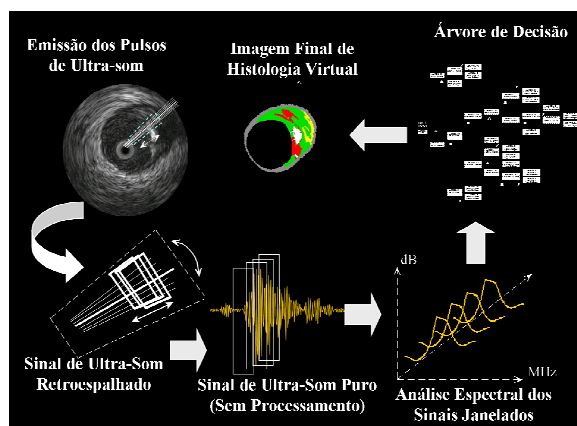 Emissão dos Pulsos
de Ultra-som
Imagem Final de
Histologia Virtual
Árvore de Decisão
Sinal de Ultra-Som
Retroespalhado
Sinal de Ultra-Som Puro
(Sem Processamento)
dB
MHz
Análise Espectral dos
Sinais Janelados